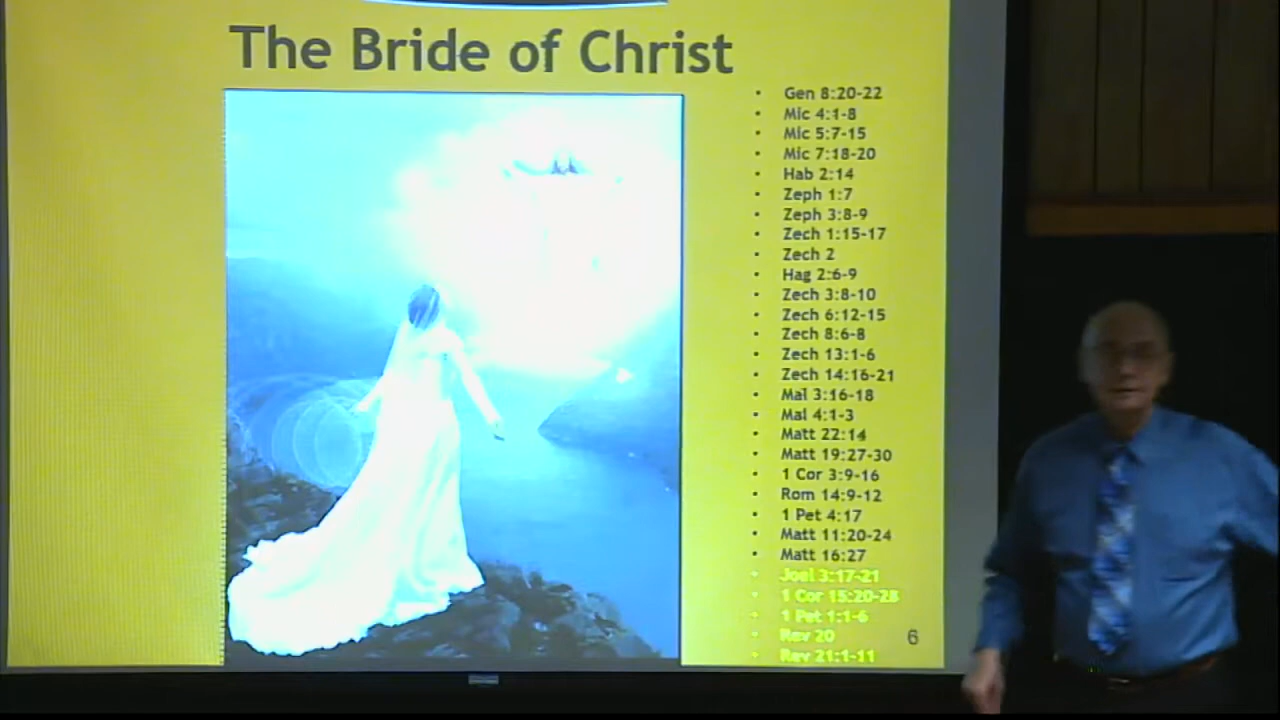 The Bride of Christ
• Gen 8:20-22
• Mic 4:1-8
• Mic 5:7-15
• Mic 7:18-20
• Hab 2:14
• Zeph 1:7
• Zeph 3:8-9
• Zech 1:15-17
• Zech 2
• Hag 2:6-9
• Zech 3:8-10
• Zech 6:12-15
• Zech 8:6-8
• Zech 13:1-6
• Zech 14:16-21
• Mal 3:16-18
• Mal 4:1-3
• Matt 22:14
• Matt 19:27-30
• 1 Cor 3:9-16
• Rom 14:9-12
• 1 Pet 4:17
• Matt 11:20-24
• Matt 16:27
• Joel 3:17-21
• 1 Cor 15:20-28
• 1 Pet 1:1-6
• Rev 20
• Rev 21:1-11
6